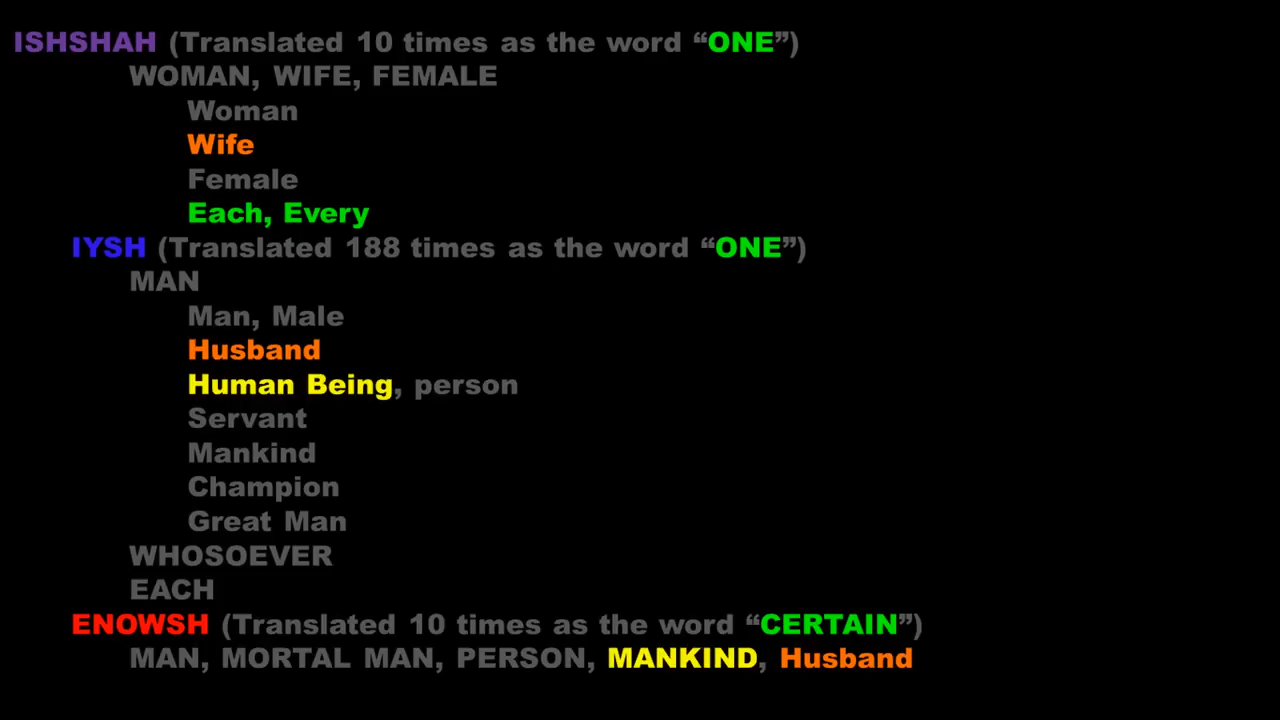 ISHSHAH (Translated 10 times as the word “ONE”)
WOMAN, WIFE, FEMALE
Woman
Wife
Female
Each, Every
IYSH (Translated 188 times as the word “ONE”)
MAN
Man, Male
Husband
Human Being, person
Servant
Mankind
Champion
Great Man
WHOSOEVER
EACH
ENOWSH (Translated 10 times as the word “CERTAIN”)
MAN, MORTAL MAN, PERSON, MANKIND, Husband